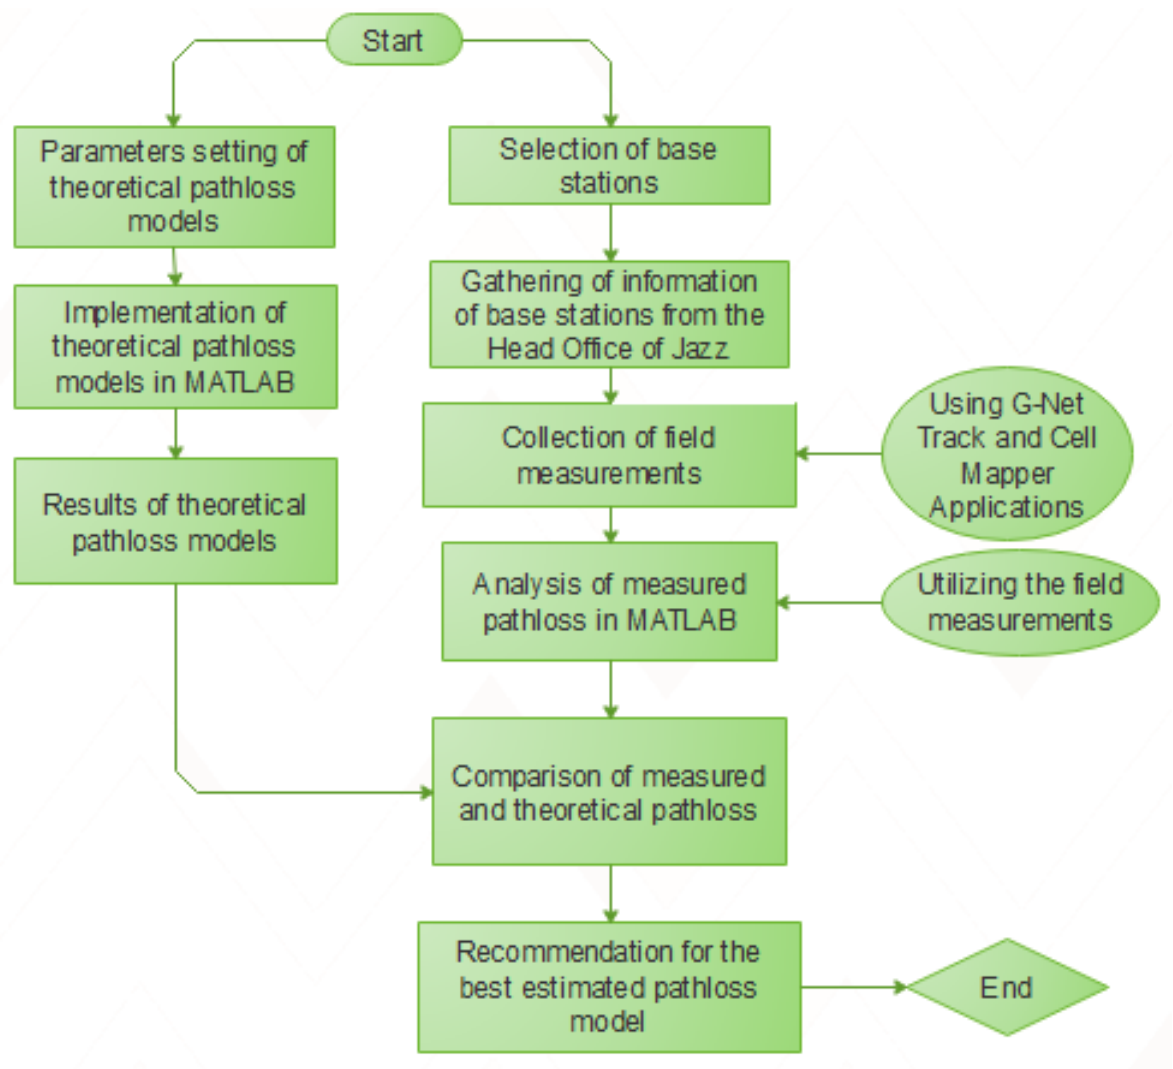 Start
Parameters setting of
theoretical pathloss
models
Implementation of
theoretical pathloss
models in MATLAB
Results of theoretical
pathloss models
Selection of base
stations
Gathering of information
of base stations from the
Head Office of Jazz
Collection of field
measurements
Using G-Net
Track and Cell
Mapper
Applications
Analysis of measured
pathloss in MATLAB
Utilizing the field
measurements
Comparison of measured
and theoretical pathloss
Recommendation for the
best estimated pathloss
model
End